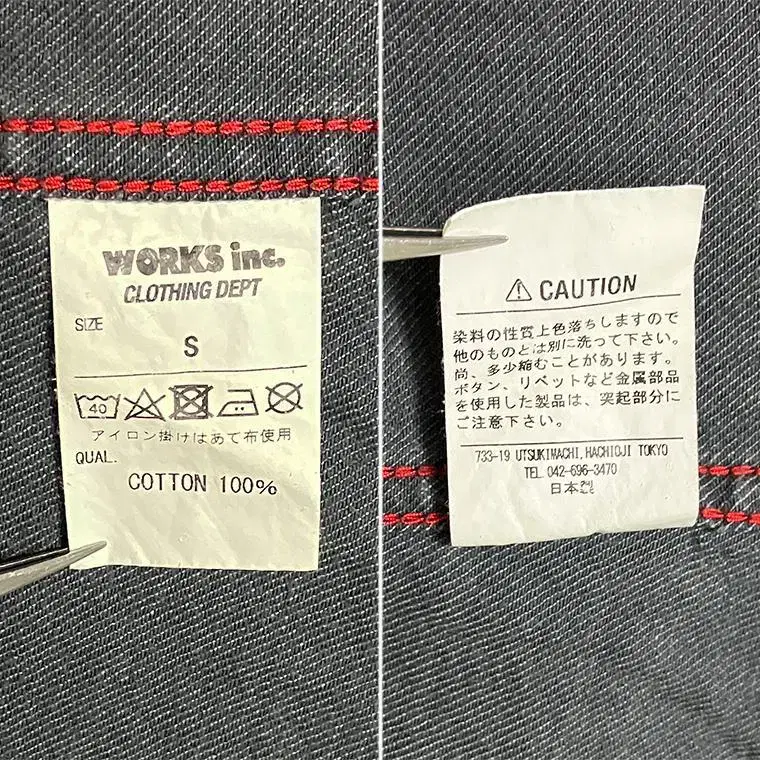 WORKS inc.
CLOTHING DEPT
SIZE
S
40
アイロン掛けはあて布使用
QUAL.
COTTON 100%
CAUTION
染料の性質上色落ちしますので
他のものとは別に洗って下さい。
尚、多少縮むことがあります。
ボタン、リベットなど金属部品
を使用した製品は、突起部分に
ご注意下さい。
733-19 UTSUKIMACHI, HACHIOJI TOKYO
TEL. 042-696-3470
日本製